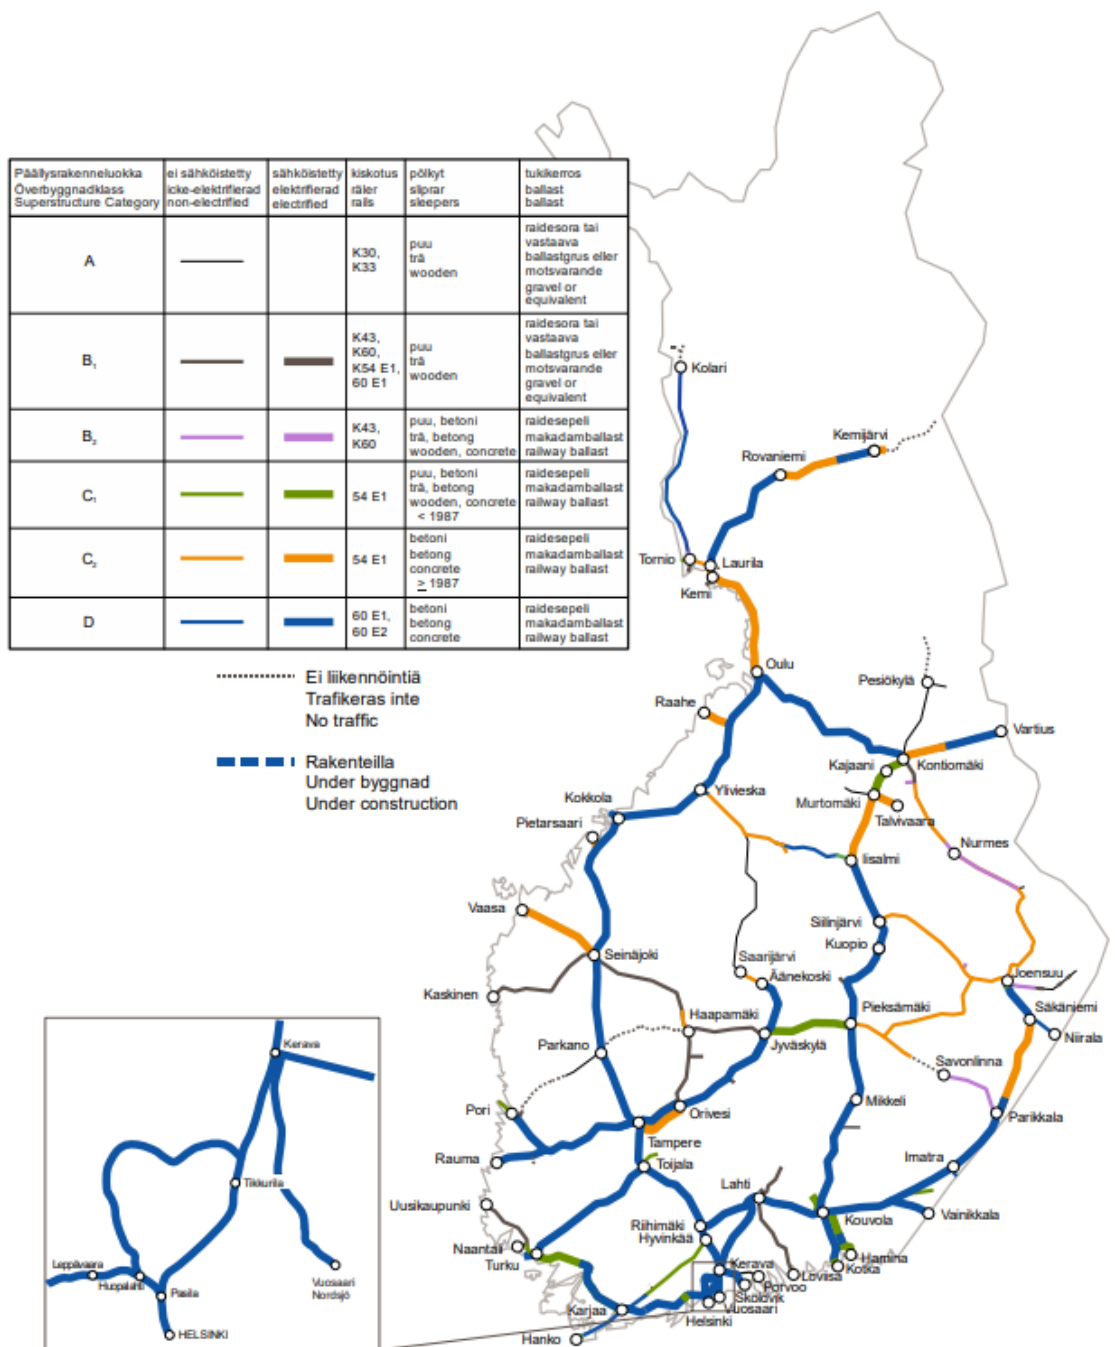 Päällysrakenneluokka
Överbyggnadklass
Superstructure Category
ei sähköistetty
icke-elektrifierad
non-electrified
sähköistetty
elektrifierad
electrified
kiskotus
räler
rails
pölkyt
sliprar
sleepers
tukikerros
ballast
ballast
A
K30,
K33
puu
trä
wooden
raidesora tai
vastaava
ballastgrus eller
motsvarande
gravel or
equivalent
B₁
K43,
K60,
K54 E1,
60 E1
puu
trä
wooden
raidesora tai
vastaava
ballastgrus eller
motsvarande
gravel or
equivalent
B₂
K43,
K60
puu, betoni
trä, betong
wooden, concrete
raidesepeli
makadamballast
railway ballast
C₁
54 E1
puu, betoni
trä, betong
wooden, concrete
< 1987
raidesepeli
makadamballast
railway ballast
C₂
54 E1
betoni
betong
concrete
≥ 1987
raidesepeli
makadamballast
railway ballast
D
60 E1,
60 E2
betoni
betong
concrete
raidesepeli
makadamballast
railway ballast
Ei liikennöintiä
Trafikeras inte
No traffic
Rakenteilla
Under byggnad
Under construction
Kolari
Kemijärvi
Rovaniemi
Tornio
Laurila
Kemi
Oulu
Pesiökylä
Raahe
Vartius
Kajaani
Kontiomäki
Ylivieska
Murtomäki
Kokkola
Talvivaara
Pietarsaari
Nurmes
Iisalmi
Vaasa
Siilinjärvi
Kuopio
Seinäjoki
Saarijärvi
Äänekoski
Joensuu
Kaskinen
Haapamäki
Pieksämäki
Säkäniemi
Parkano
Jyväskylä
Niirala
Savonlinna
Pori
Orivesi
Mikkeli
Parikkala
Tampere
Rauma
Toijala
Imatra
Lahti
Uusikaupunki
Kouvola
Vainikkala
Riihimäki
Hyvinkää
Naantali
Turku
Hamina
Kotka
Kerava
Loviisa
Porvoo
Sköldvik
Vuosaari
Karjaa
Helsinki
Hanko
Kerava
Tikkurila
Leppävaara
Huopalahti
Pasila
Vuosaari
Nordsjö
HELSINKI